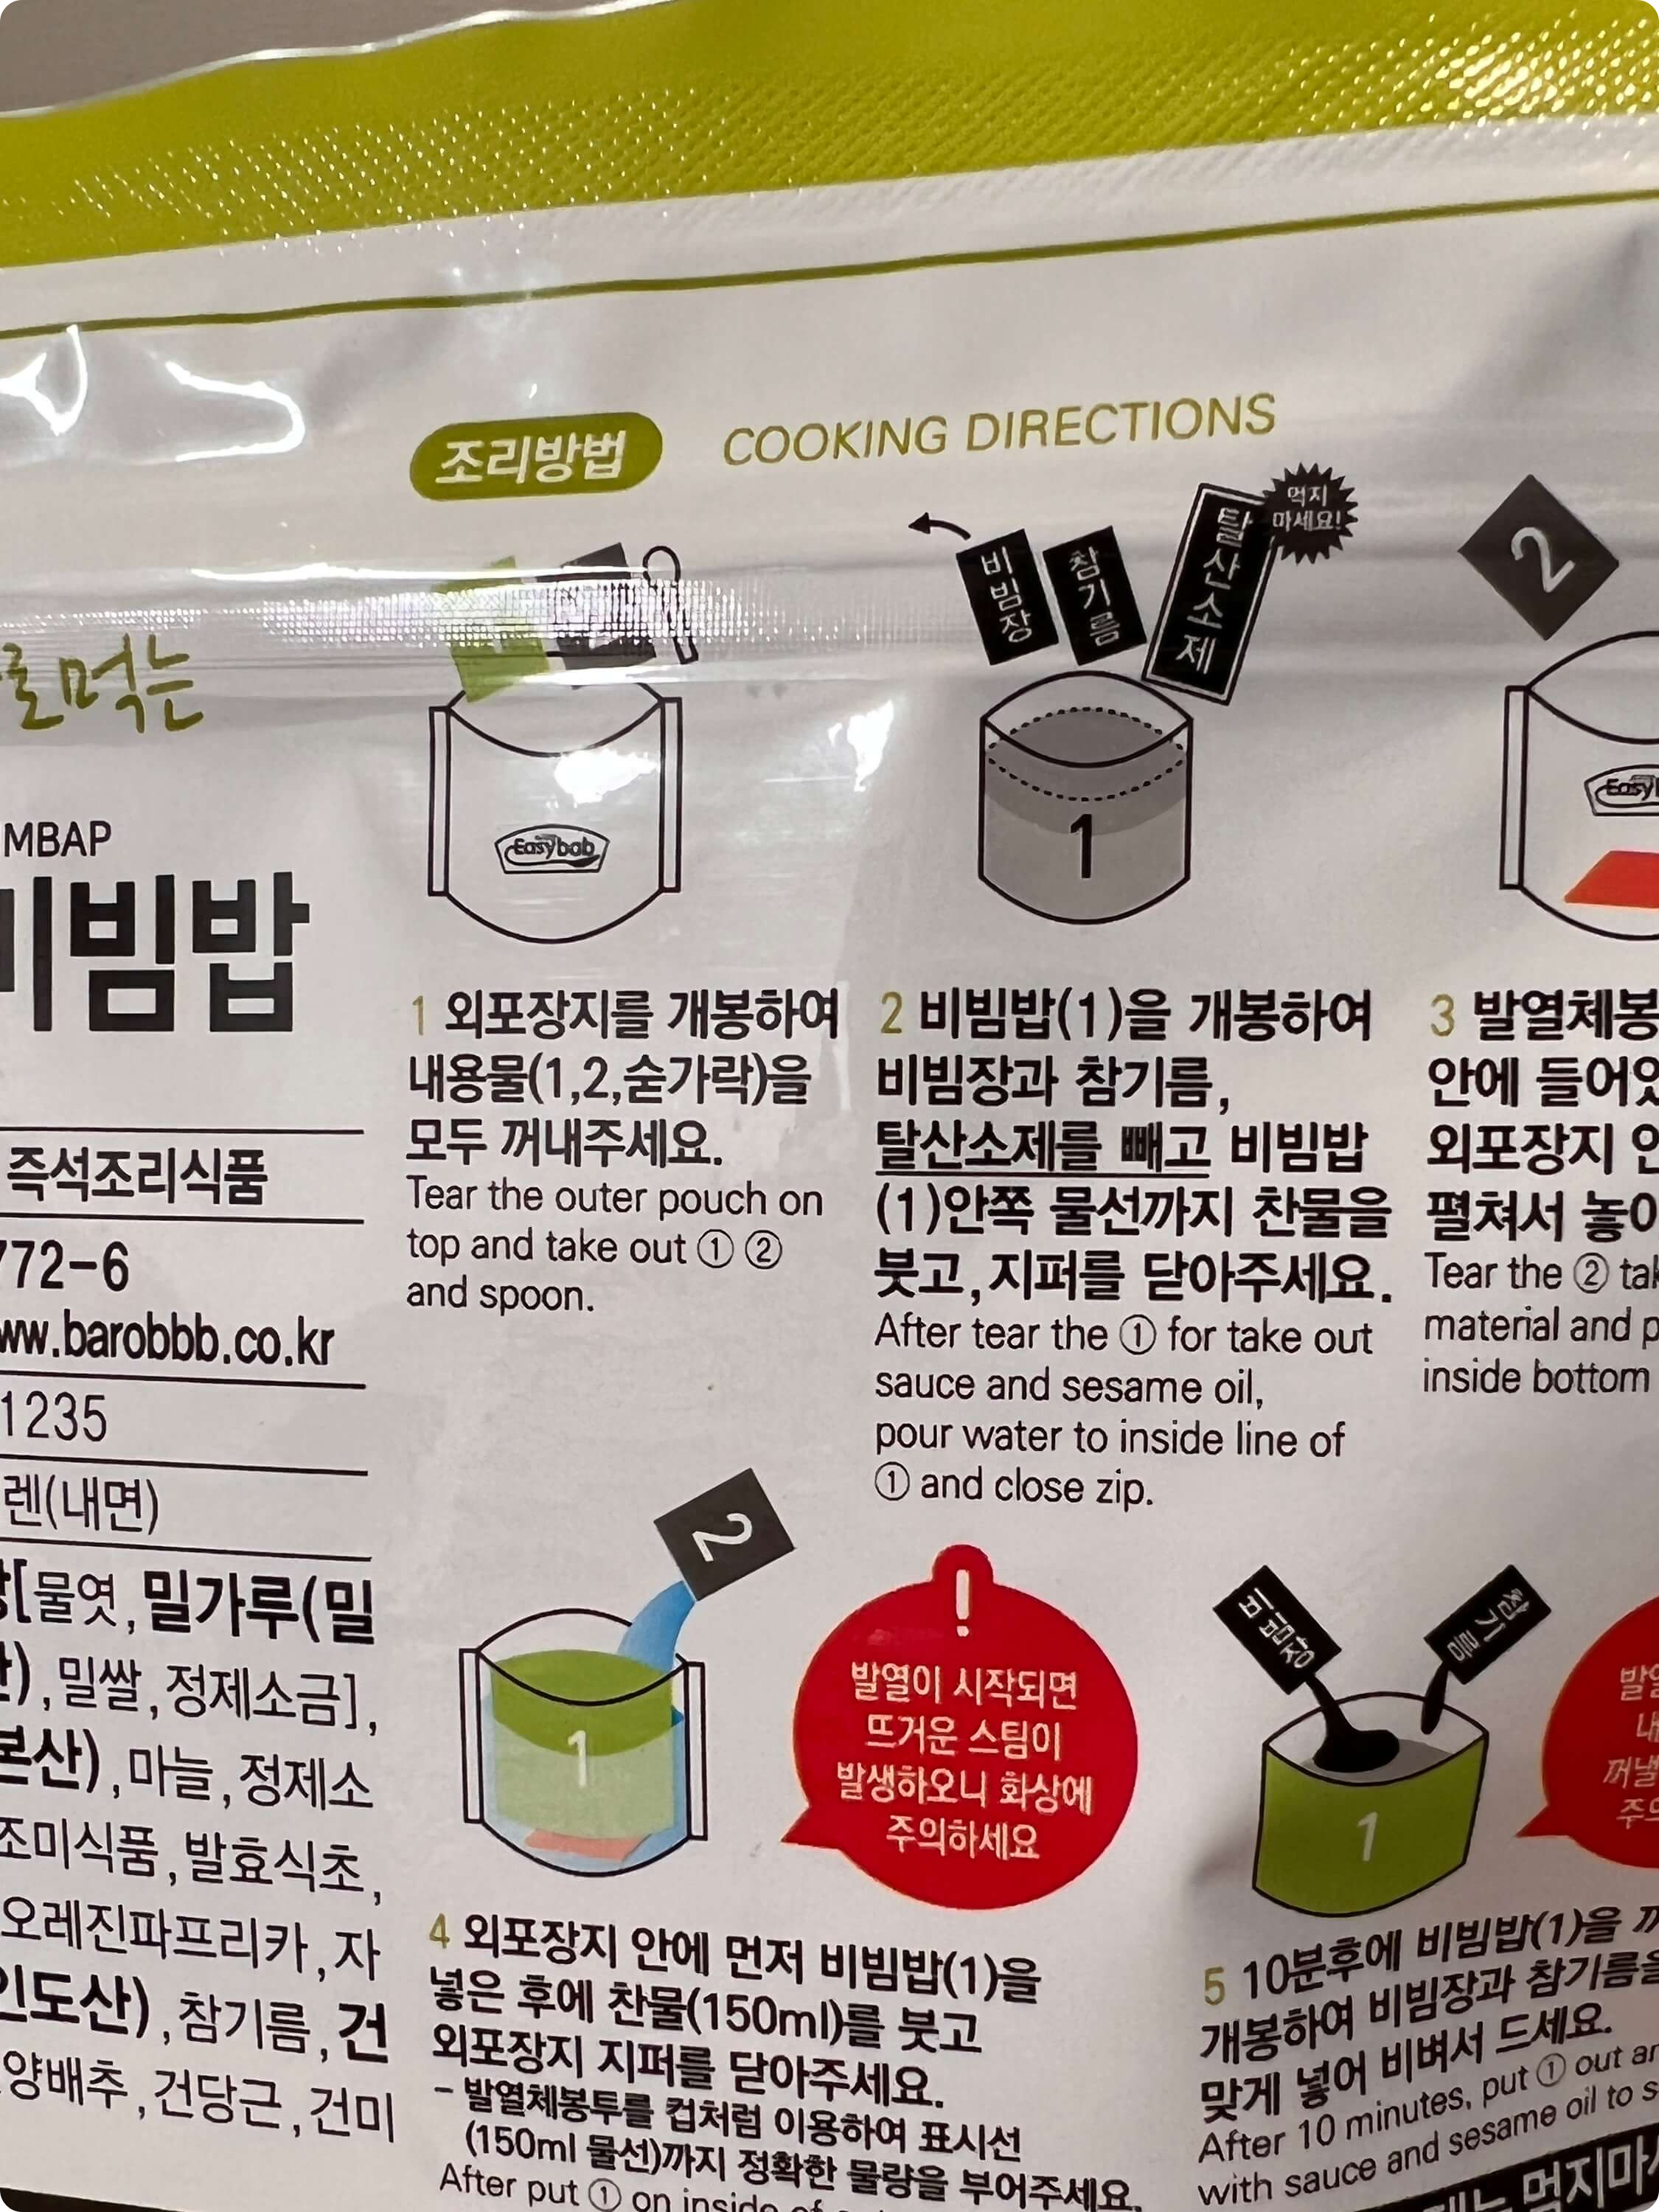 조리방법
COOKING DIRECTIONS
비빔장
참기름
탈산소제
먹지
마세요!
2
Easybab
1
1 외포장지를 개봉하여
내용물(1,2,숟가락)을
모두 꺼내주세요.
Tear the outer pouch on
top and take out ① ②
and spoon.
2 비빔밥(1)을 개봉하여
비빔장과 참기름,
탈산소제를 빼고 비빔밥
(1)안쪽 물선까지 찬물을
붓고,지퍼를 닫아주세요.
After tear the ① for take out
sauce and sesame oil,
pour water to inside line of
① and close zip.
3 발열체봉
안에
외포장지
펼쳐서
Tear the ②
material and
inside bottom
2
1
!
발열이 시작되면
뜨거운 스팀이
발생하오니 화상에
주의하세요
비빔장
참기름
1
4 외포장지 안에 먼저 비빔밥(1)을
넣은 후에 찬물(150ml)를 붓고
외포장지 지퍼를 닫아주세요.
- 발열체봉투를 컵처럼 이용하여 표시선
(150ml 물선)까지 정확한 물량을 부어주세요.
After put ① on inside of
5 10분후에 비빔밥(1)을
개봉하여 비빔장과 참기름을
맞게 넣어 비벼서 드세요.
After 10 minutes, put ① out
with sauce and sesame oil to
먹는
MBAP
비빔밥
즉석조리식품
772-6
ww.barobbb.co.kr
1235
렌(내면)
[물엿,밀가루(밀
,밀쌀,정제소금],
본산),마늘,정제소
조미식품,발효식초,
오레진파프리카,자
인도산),참기름,건
양배추,건당근,건미